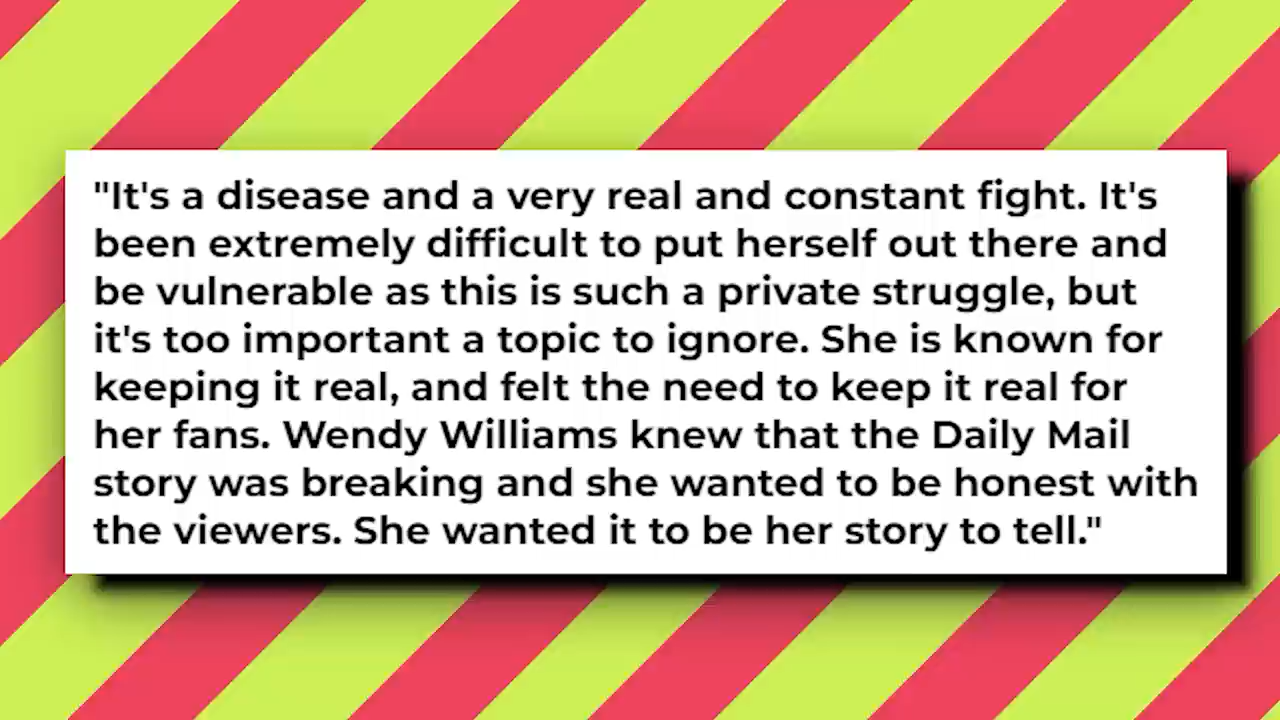 "It's a disease and a very real and constant fight. It's
been extremely difficult to put herself out there and
be vulnerable as this is such a private struggle, but
it's too important a topic to ignore. She is known for
keeping it real, and felt the need to keep it real for
her fans. Wendy Williams knew that the Daily Mail
story was breaking and she wanted to be honest with
the viewers. She wanted it to be her story to tell."